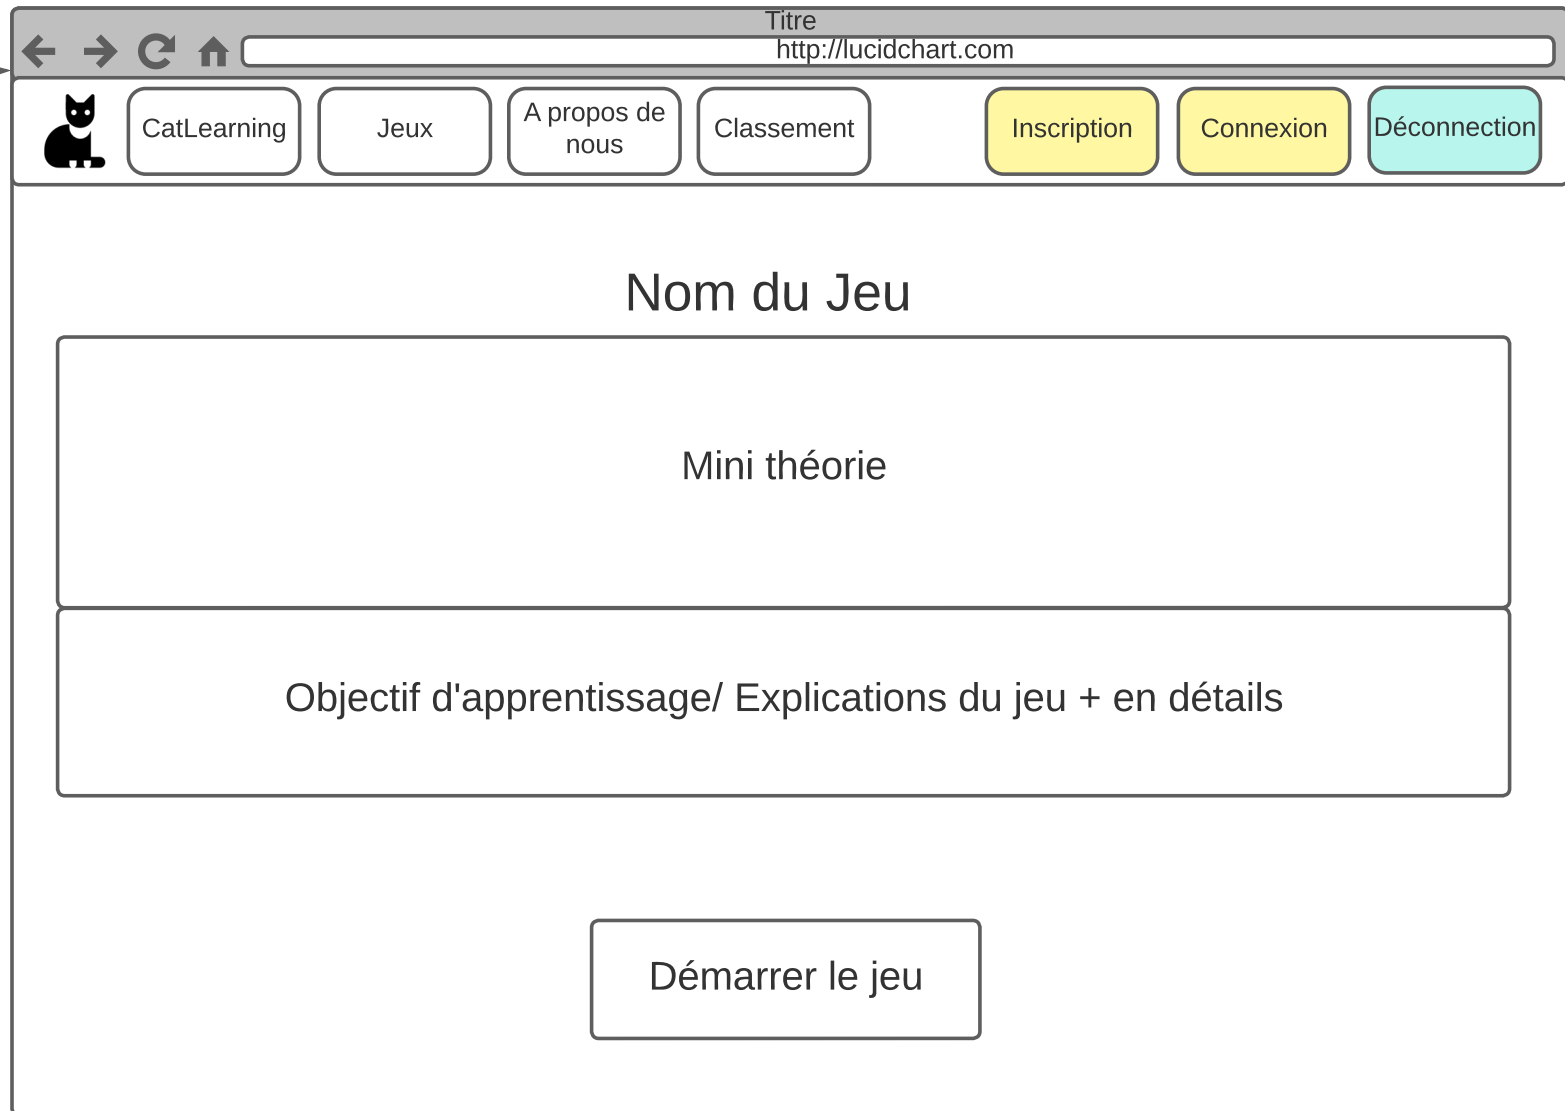 Titre
http://lucidchart.com
CatLearning
Jeux
A propos de
nous
Classement
Inscription
Connexion
Déconnection
Nom du Jeu
Mini théorie
Objectif d'apprentissage/ Explications du jeu + en détails
Démarrer le jeu